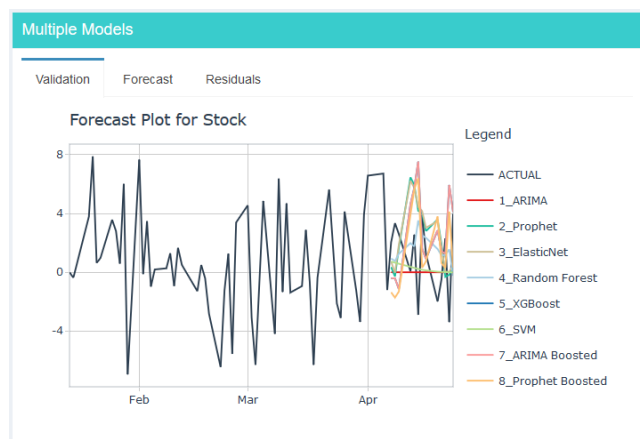 Multiple Models
Validation Forecast Residuals
Forecast Plot for Stock
Legend
8
4
0
-4
Feb Mar Apr
ACTUAL
1_ARIMA
2_Prophet
3_ElasticNet
4_Random Forest
5_XGBoost
6_SVM
7_ARIMA Boosted
8_Prophet Boosted